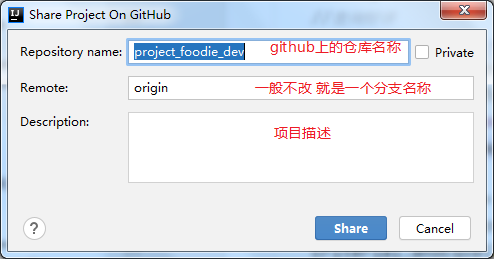 Share Project On GitHub
Repository name: project_foodie_dev github上的仓库名称 Private
Remote: origin 一般不改 就是一个分支名称
Description:
项目描述
? Share Cancel